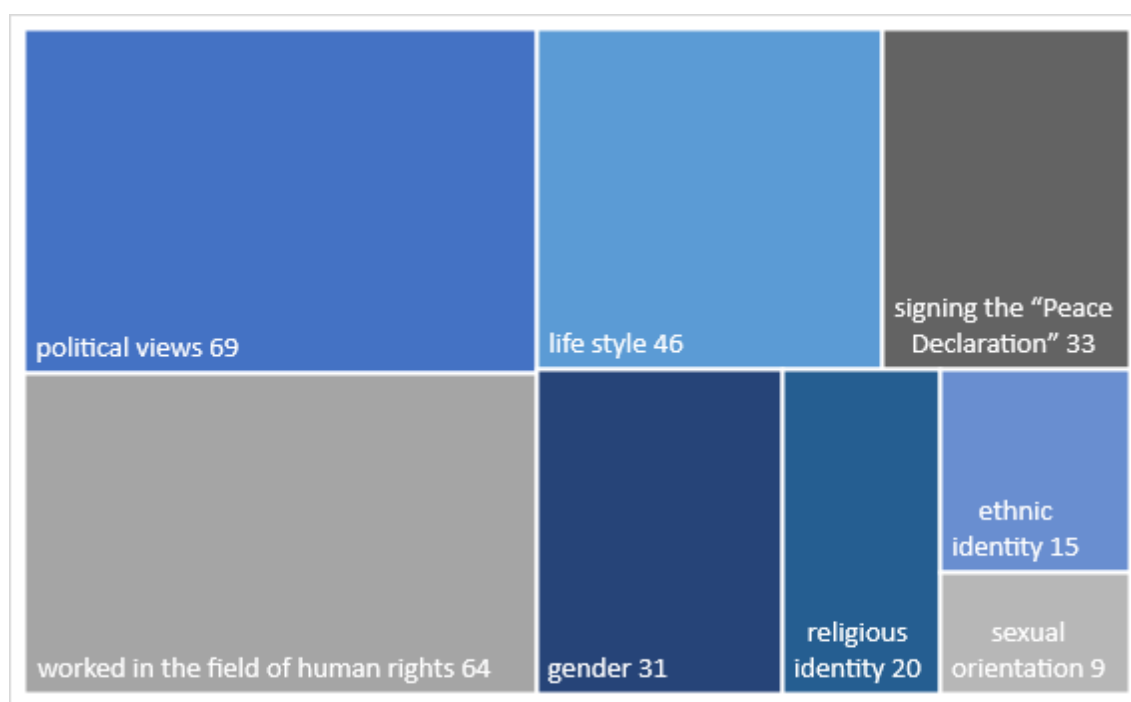 political views 69
life style 46
signing the “Peace
Declaration” 33
worked in the field of human rights 64
gender 31
religious
identity 20
ethnic
identity 15
sexual
orientation 9